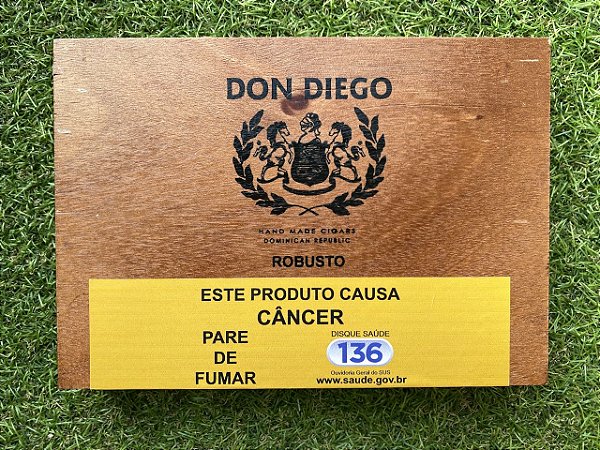 DON DIEGO
HAND MADE CIGARS
DOMINICAN REPUBLIC
ROBUSTO
ESTE PRODUTO CAUSA
CÂNCER
PARE
DE
FUMAR
DISQUE SAÚDE
136
Ouvidoria Geral do SUS
www.saude.gov.br